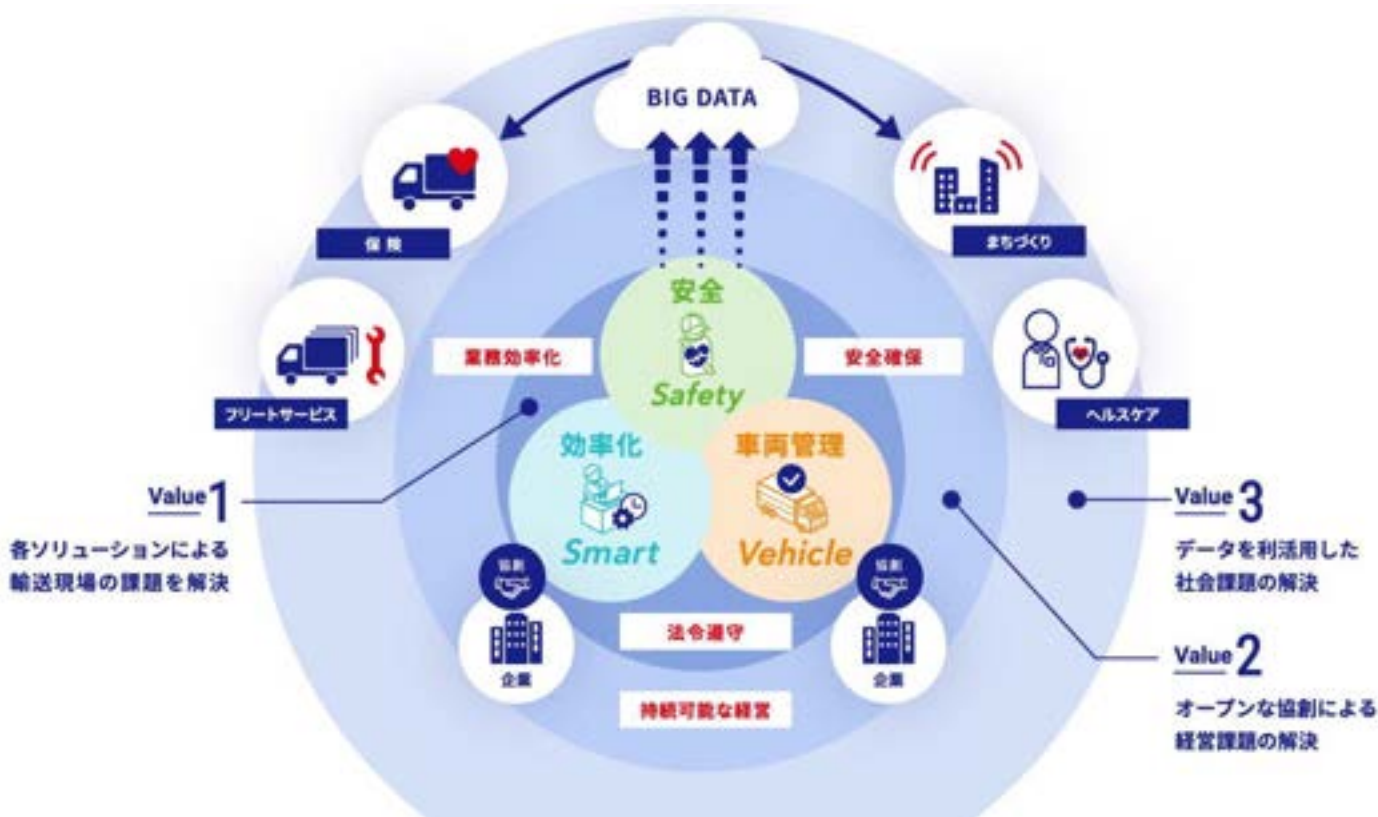 BIG DATA
保険
まちづくり
安全
業務効率化
安全確保
Safety
フリートサービス
ヘルスケア
効率化
車両管理
Value 1
各ソリューションによる
輸送現場の課題を解決
Smart
Vehicle
Value 3
データを利活用した
社会課題の解決
協創
協創
法令遵守
企業
企業
Value 2
オープンな協創による
経営課題の解決
持続可能な経営